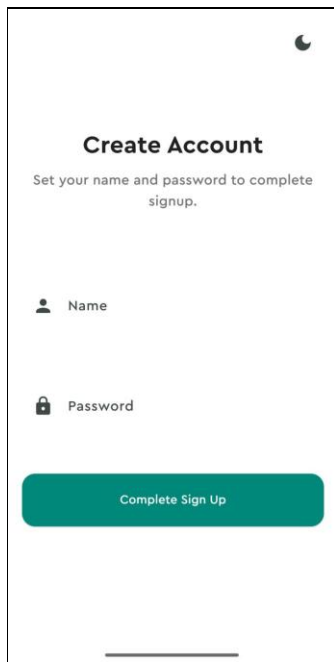 Create Account
Set your name and password to complete
signup.
Name
Password
Complete Sign Up